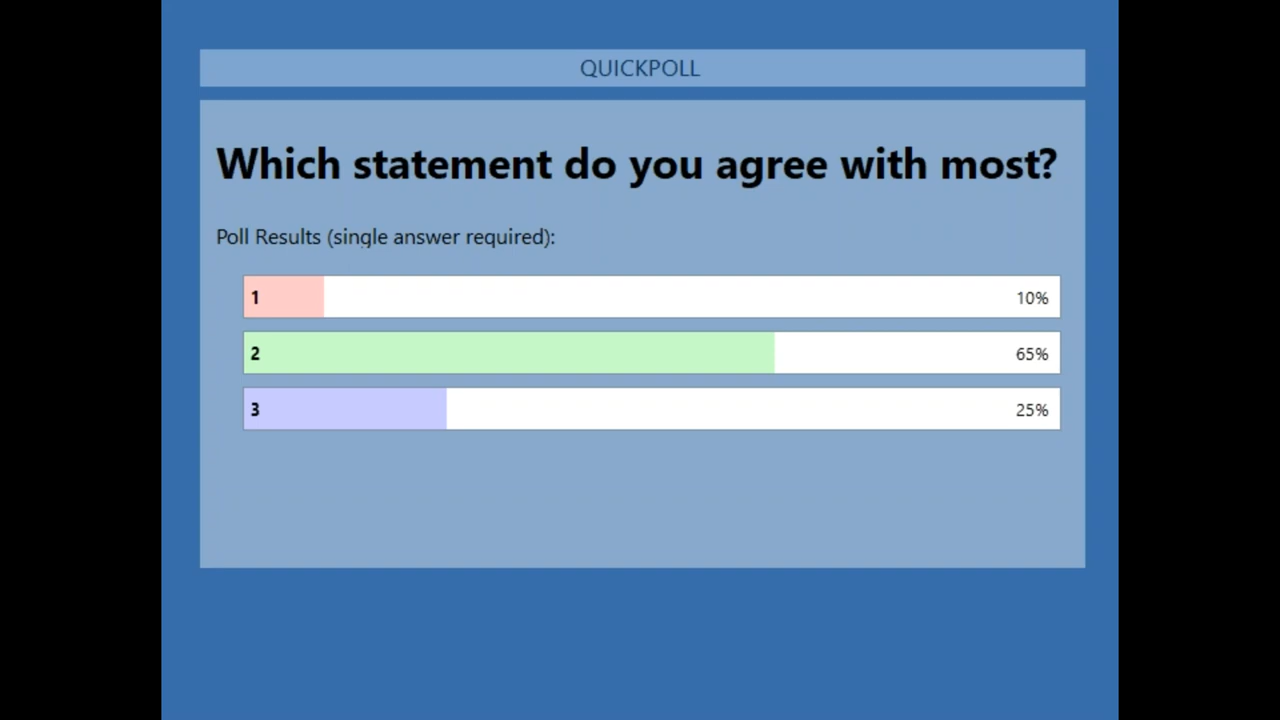 QUICKPOLL
Which statement do you agree with most?
Poll Results (single answer required):
1 10%
2 65%
3 25%